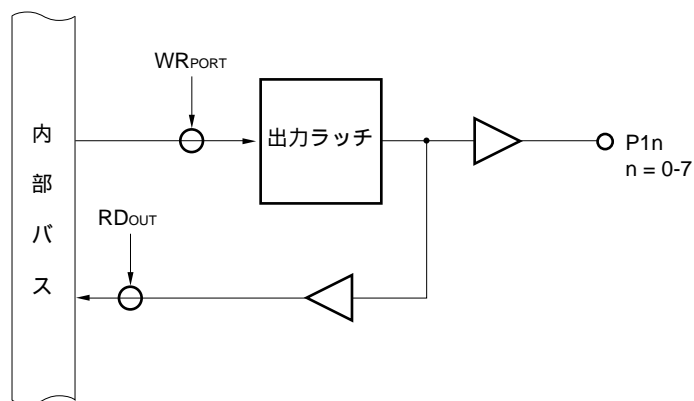 WRPORT
内部バス
出力ラッチ
P1n
n = 0-7
RDOUT